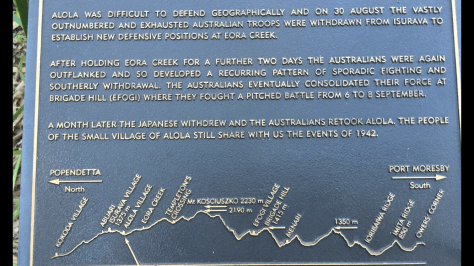 ALOLA WAS DIFFICULT TO DEFEND GEOGRAPHICALLY AND ON 30 AUGUST THE VASTLY
OUTNUMBERED AND EXHAUSTED AUSTRALIAN TROOPS WERE WITHDRAWN FROM ISURAVA TO
ESTABLISH NEW DEFENSIVE POSITIONS AT EORA CREEK.
AFTER HOLDING EORA CREEK FOR A FURTHER TWO DAYS THE AUSTRALIANS WERE AGAIN
OUTFLANKED AND SO DEVELOPED A RECURRING PATTERN OF SPORADIC FIGHTING AND
SOUTHERLY WITHDRAWAL. THE AUSTRALIANS EVENTUALLY CONSOLIDATED THEIR FORCE AT
BRIGADE HILL (EFOGI) WHERE THEY FOUGHT A PITCHED BATTLE FROM 6 TO 8 SEPTEMBER.
A MONTH LATER THE JAPANESE WITHDREW AND THE AUSTRALIANS RETOOK ALOLA. THE PEOPLE
OF THE SMALL VILLAGE OF ALOLA STILL SHARE WITH US THE EVENTS OF 1942.
POPENDETTA
North
PORT MORESBY
South
KOKODA VILLAGE
ABUARI
ISURAVA VILLAGE
1375 m
ALOLA VILLAGE
EORA CREEK
TEMPLETON'S
CROSSING
Mt KOSCIUSZKO 2230 m
2190 m
EFOGI VILLAGE
BRIGADE HILL
1415 m
MENARI
1350 m
IORIBAIWA RIDGE
IMITA RIDGE
OWERS' CORNER